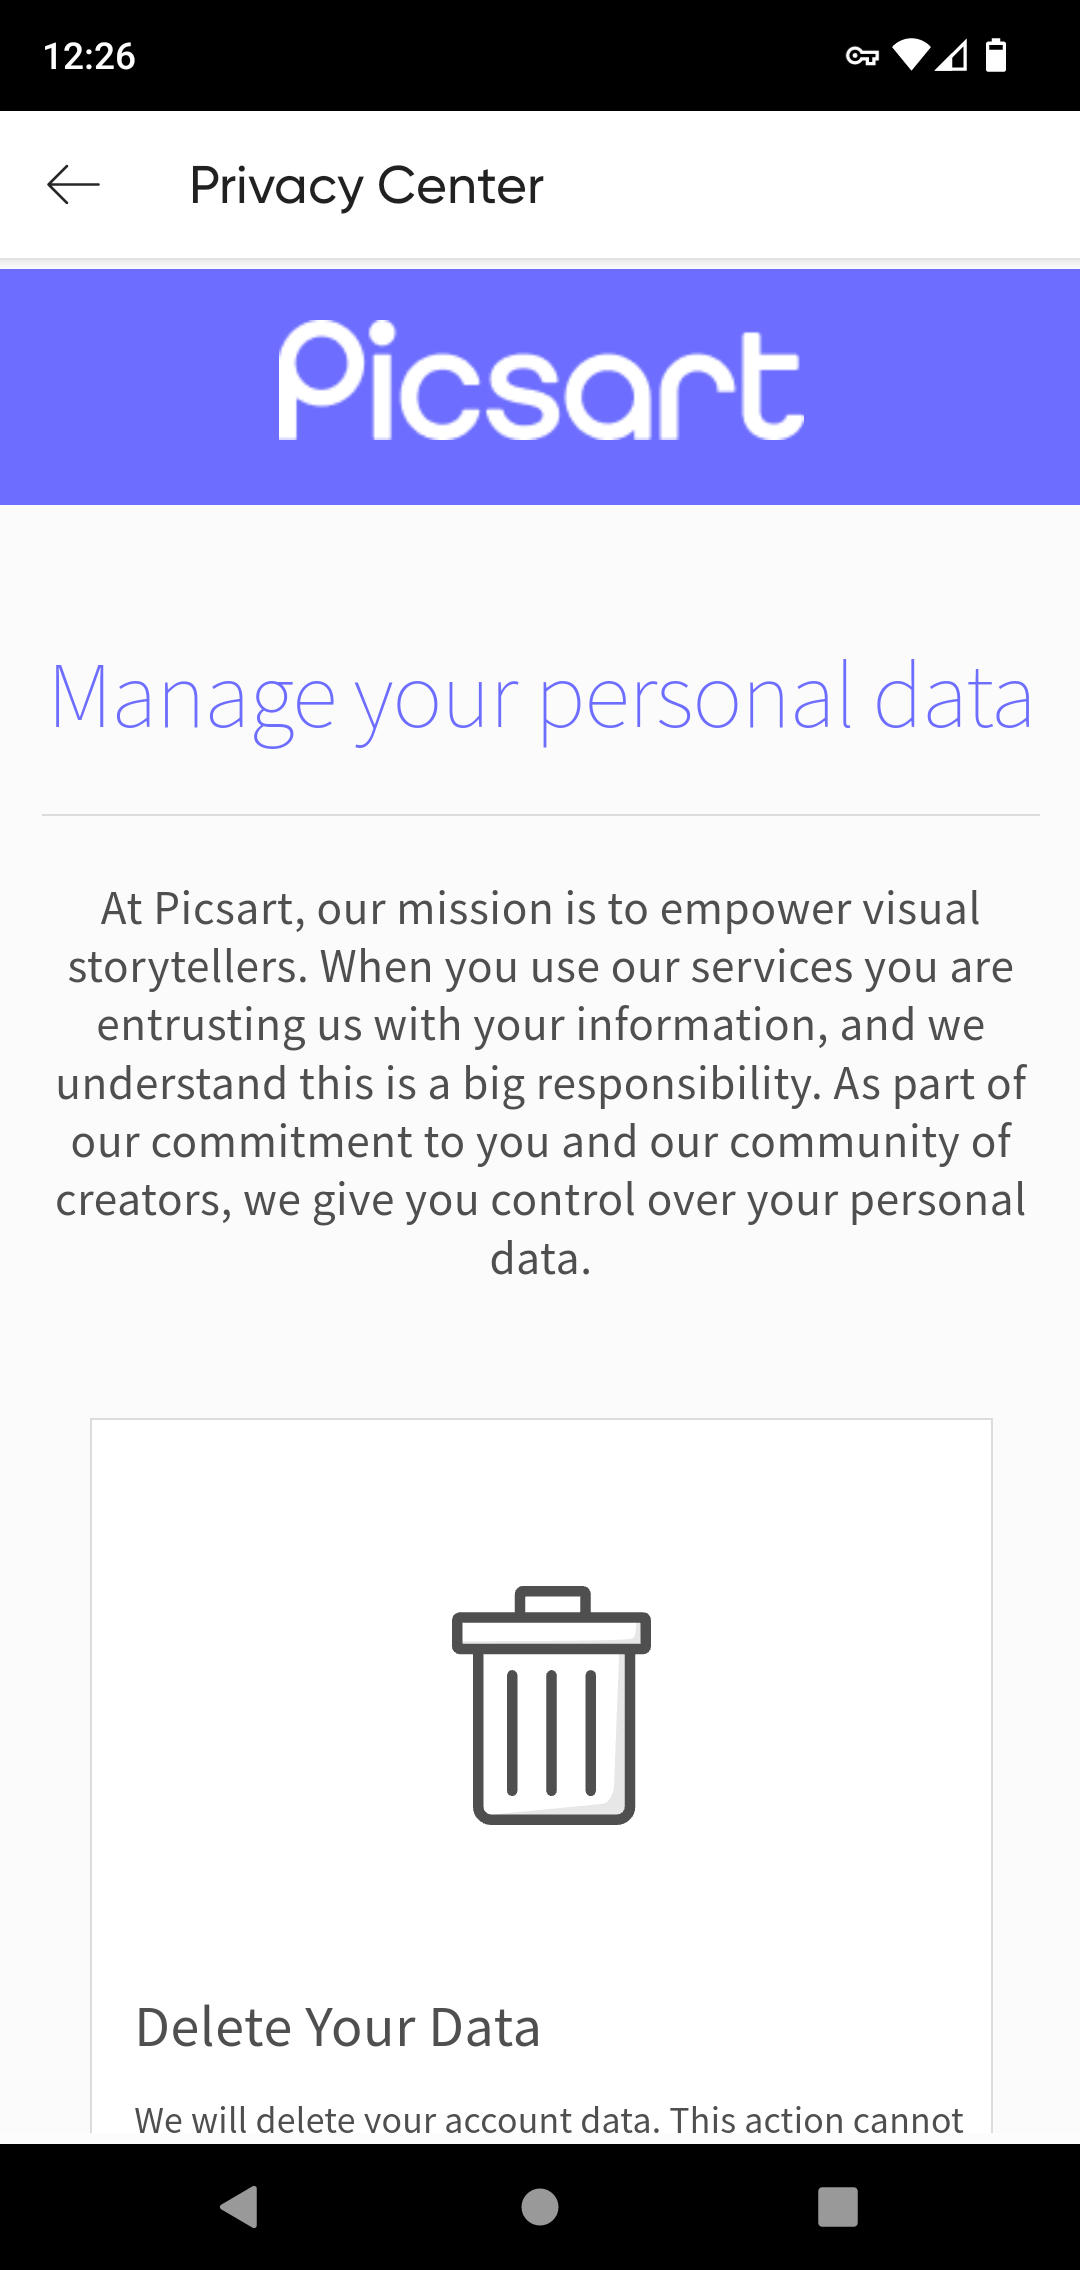 12:26
Privacy Center
Picsart
Manage your personal data
At Picsart, our mission is to empower visual
storytellers. When you use our services you are
entrusting us with your information, and we
understand this is a big responsibility. As part of
our commitment to you and our community of
creators, we give you control over your personal
data.
Delete Your Data
We will delete your account data. This action cannot